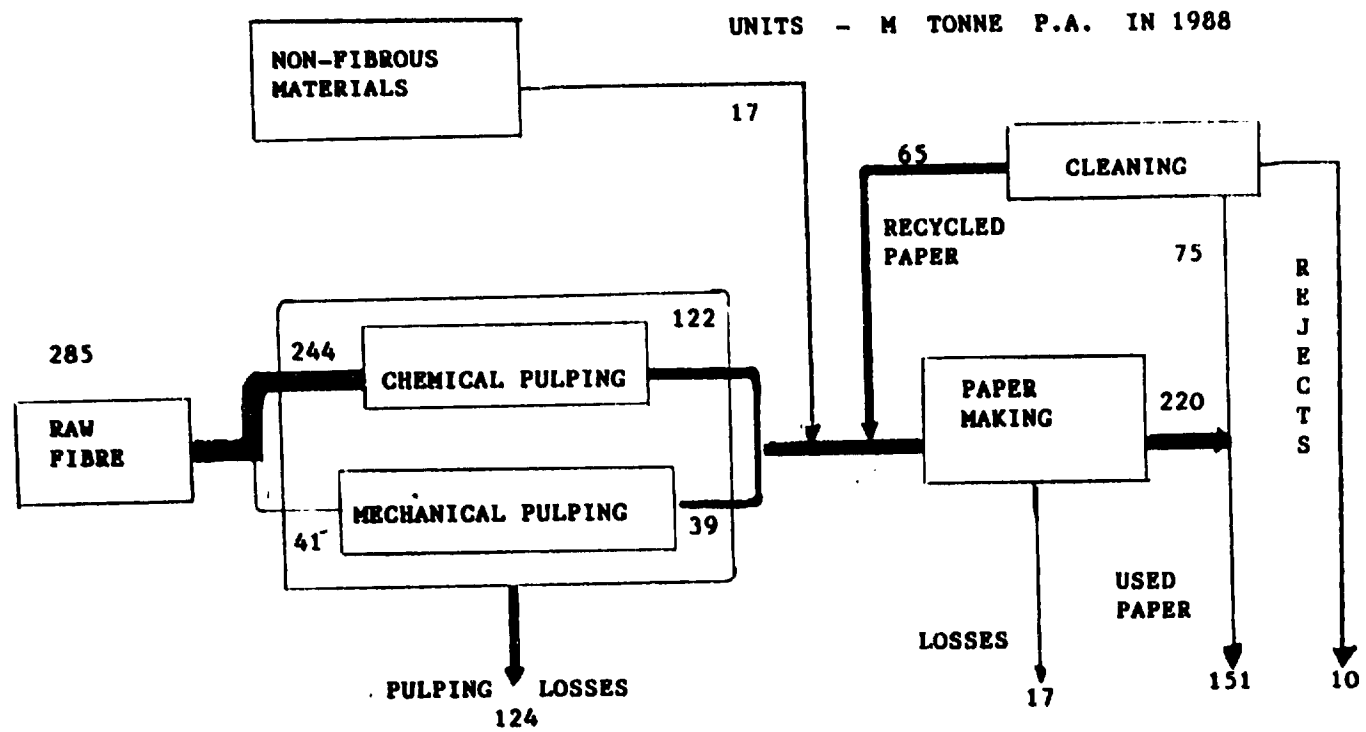 UNITS - M TONNE P.A. IN 1988
NON-FIBROUS
MATERIALS
17
65
CLEANING
RECYCLED
PAPER
75
REJECTS
122
285
244
CHEMICAL PULPING
RAW
FIBRE
PAPER
MAKING
220
MECHANICAL PULPING
41
39
USED
PAPER
LOSSES
PULPING LOSSES
124
17
151
10